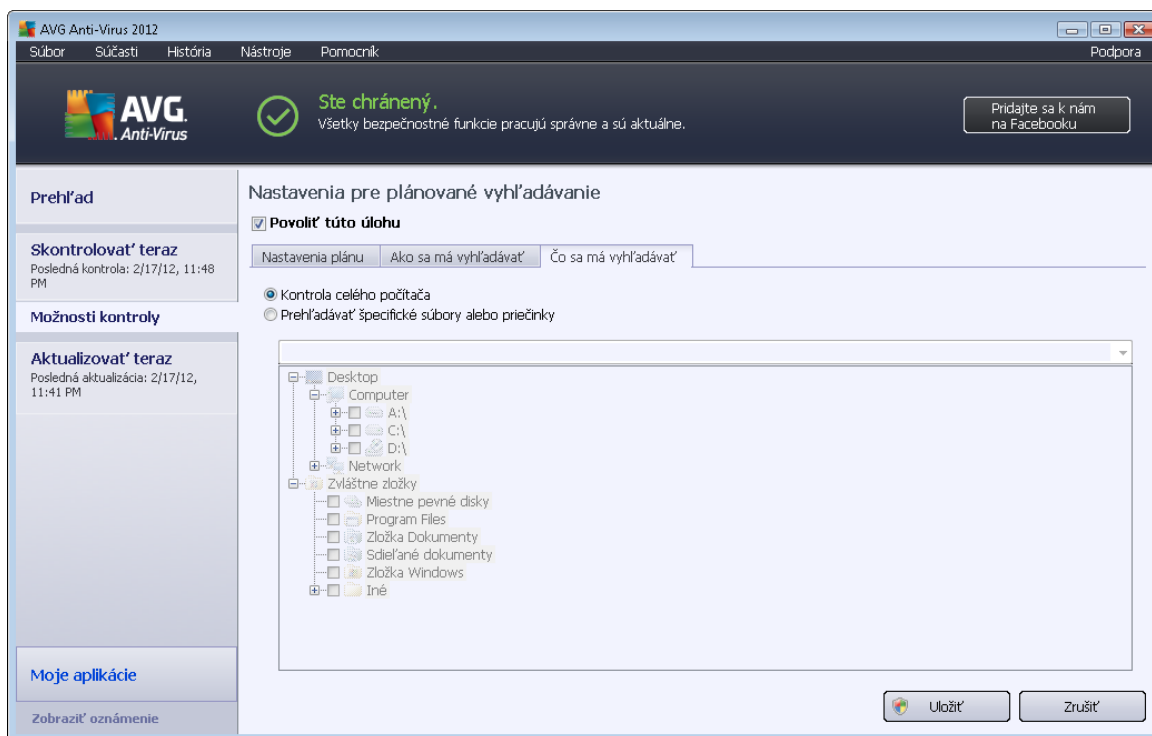 AVG Anti-Virus 2012
Súbor Súčasti História Nástroje Pomocník Podpora
AVG.
Anti-Virus
Ste chránený.
Všetky bezpečnostné funkcie pracujú správne a sú aktuálne.
Pridajte sa k nám
na Facebooku
Prehľad
Skontrolovať teraz
Posledná kontrola: 2/17/12, 11:48
PM
Možnosti kontroly
Aktualizovať teraz
Posledná aktualizácia: 2/17/12,
11:41 PM
Moje aplikácie
Zobraziť oznámenie
Nastavenia pre plánované vyhľadávanie
Povoliť túto úlohu
Nastavenia plánu Ako sa má vyhľadávať Čo sa má vyhľadávať
Kontrola celého počítača
Prehľadávať špecifické súbory alebo priečinky
Desktop
Computer
A:\
C:\
D:\
Network
Zvláštne zložky
Miestne pevné disky
Program Files
Zložka Dokumenty
Sdieľané dokumenty
Zložka Windows
Iné
Uložiť Zrušiť